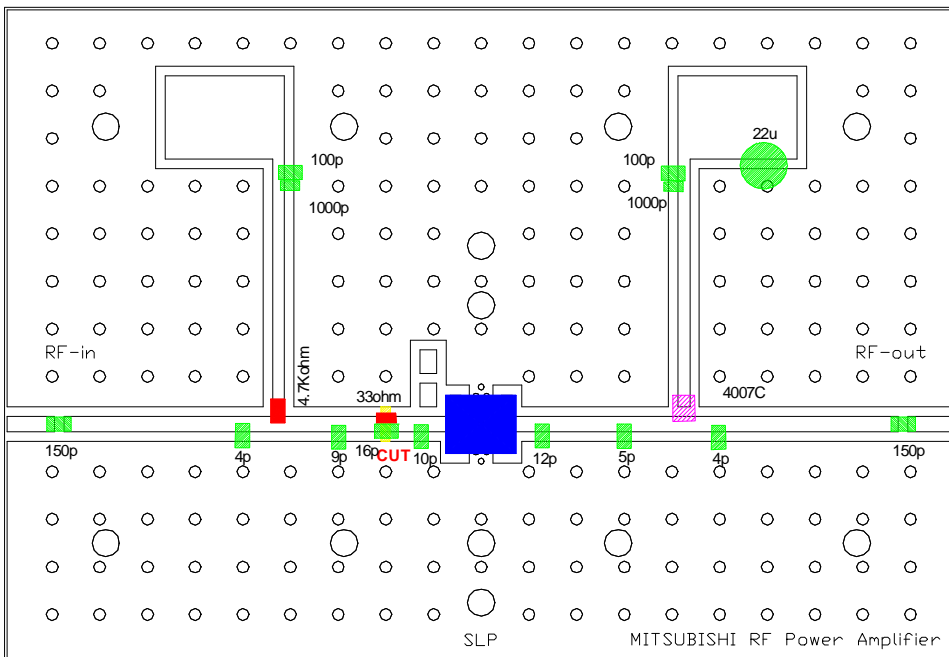 22u
100p
100p
1000p
1000p
RF-in
RF-out
4.7Kohm
33ohm
4007C
150p
4p
9p
16p
CUT
10p
12p
5p
4p
150p
SLP
MITSUBISHI RF Power Amplifier